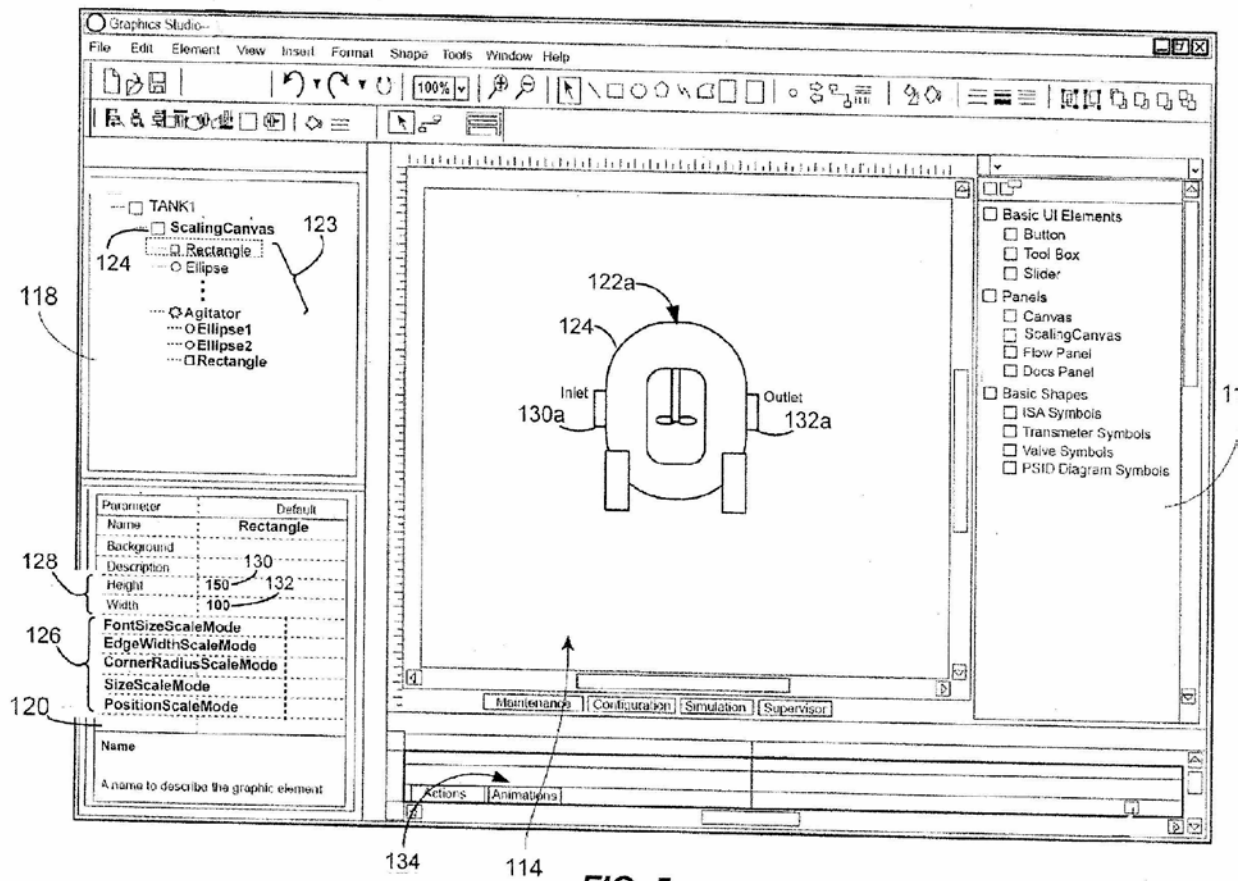 Graphics Studio--
File Edit Element View Insert Format Shape Tools Window Help
100%
TANK1
ScalingCanvas
123
124
Rectangle
Ellipse
Agitator
Ellipse1
Ellipse2
Rectangle
118
122a
124
Inlet
Outlet
130a
132a
Basic UI Elements
Button
Tool Box
Slider
Panels
Canvas
ScalingCanvas
Flow Panel
Docs Panel
Basic Shapes
ISA Symbols
Transmeter Symbols
Valve Symbols
PSID Diagram Symbols
Parameter Default
Name Rectangle
Background
Description
130
Height 150
132
Width 100
128
FontSizeScaleMode
EdgeWidthScaleMode
126
CornerRadiusScaleMode
SizeScaleMode
PositionScaleMode
120
Name
A name to describe the graphic element
Maintenance Configuration Simulation Supervisor
Actions Animations
134
114